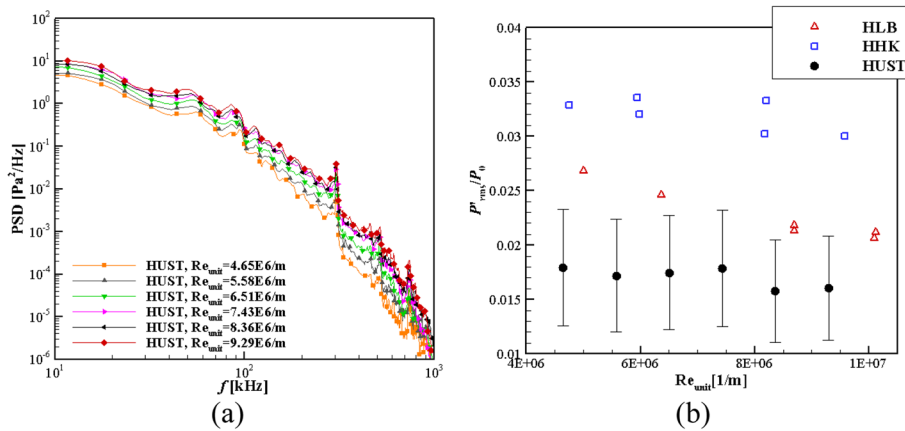 10³
10²
10¹
10⁰
10⁻¹
10⁻²
10⁻³
10⁻⁴
10⁻⁵
10⁻⁶
PSD [Pa²/Hz]
HUST, Re_unit=4.65E6/m
HUST, Re_unit=5.58E6/m
HUST, Re_unit=6.51E6/m
HUST, Re_unit=7.43E6/m
HUST, Re_unit=8.36E6/m
HUST, Re_unit=9.29E6/m
10¹ 10² 10³
f [kHz]
(a)
0.04
0.035
0.03
0.025
0.02
0.015
0.01
P'_rms/P_0
HLB
HHK
HUST
4E+06 6E+06 8E+06 1E+07
Re_unit[1/m]
(b)